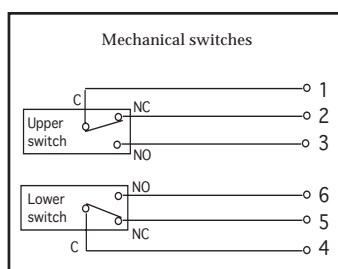 Mechanical switches
C
1
NC
2
Upper
switch
3
NO
NO
6
Lower
switch
5
NC
C
4